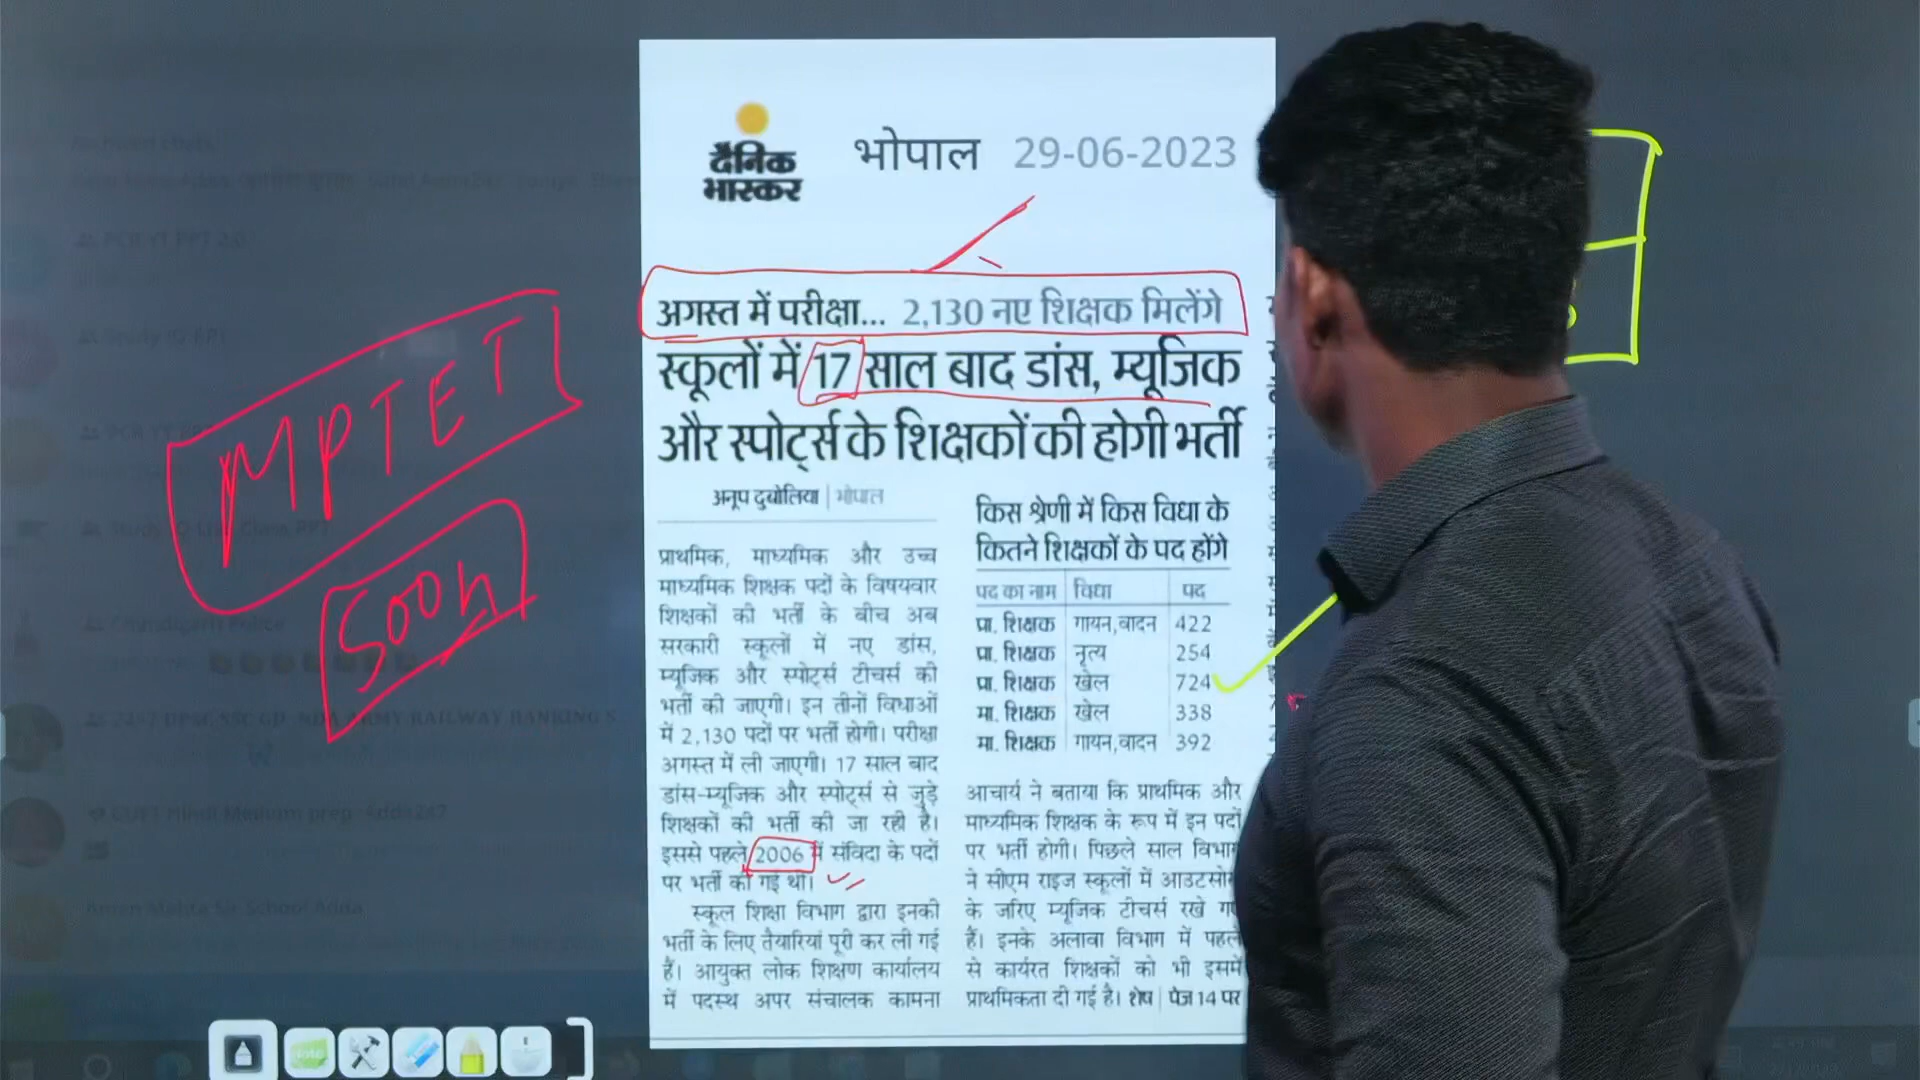 दैनिक
भास्कर
भोपाल 29-06-2023
अगस्त में परीक्षा... 2,130 नए शिक्षक मिलेंगे
स्कूलों में 17 साल बाद डांस, म्यूजिक
और स्पोर्ट्स के शिक्षकों की होगी भर्ती
अनूप दुबोलिया | भोपाल
प्राथमिक, माध्यमिक और उच्च
माध्यमिक शिक्षक पदों के विषयवार
शिक्षकों की भर्ती के बीच अब
सरकारी स्कूलों में नए डांस,
म्यूजिक और स्पोर्ट्स टीचर्स की
भर्ती की जाएगी। इन तीनों विधाओं
में 2,130 पदों पर भर्ती होगी। परीक्षा
अगस्त में ली जाएगी। 17 साल बाद
डांस-म्यूजिक और स्पोर्ट्स से जुड़े
शिक्षकों की भर्ती की जा रही है।
इससे पहले 2006 में संविदा के पदों
पर भर्ती की गई थी।
स्कूल शिक्षा विभाग द्वारा इनकी
भर्ती के लिए तैयारियां पूरी कर ली गई
हैं। आयुक्त लोक शिक्षण कार्यालय
में पदस्थ अपर संचालक कामना
किस श्रेणी में किस विधा के
कितने शिक्षकों के पद होंगे
पद का नाम विधा पद
प्रा. शिक्षक गायन,वादन 422
प्रा. शिक्षक नृत्य 254
प्रा. शिक्षक खेल 724
मा. शिक्षक खेल 338
मा. शिक्षक गायन,वादन 392
आचार्य ने बताया कि प्राथमिक और
माध्यमिक शिक्षक के रूप में इन पदों
पर भर्ती होगी। पिछले साल विभाग
ने सीएम राइज स्कूलों में आउटसोर्स
के जरिए म्यूजिक टीचर्स रखे गए
हैं। इनके अलावा विभाग में पहले
से कार्यरत शिक्षकों को भी इसमें
प्राथमिकता दी गई है। शेष | पेज 14 पर
MPTET
Soon